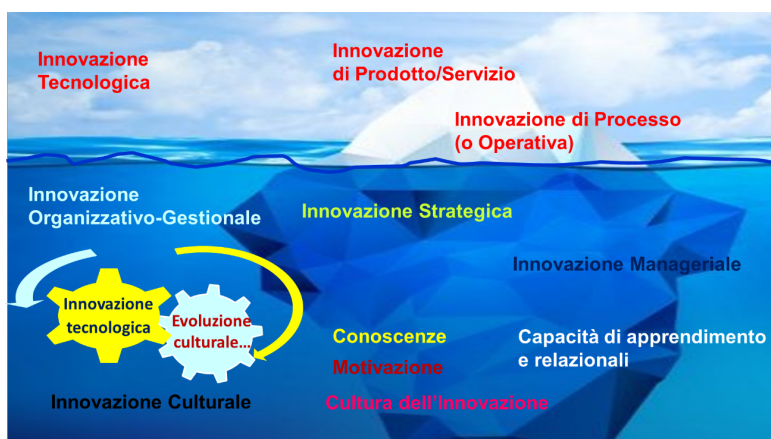 Innovazione
Tecnologica
Innovazione
di Prodotto/Servizio
Innovazione di Processo
(o Operativa)
Innovazione
Organizzativo-Gestionale
Innovazione Strategica
Innovazione Manageriale
Innovazione
tecnologica
Evoluzione
culturale…
Conoscenze
Motivazione
Capacità di apprendimento
e relazionali
Innovazione Culturale
Cultura dell’Innovazione